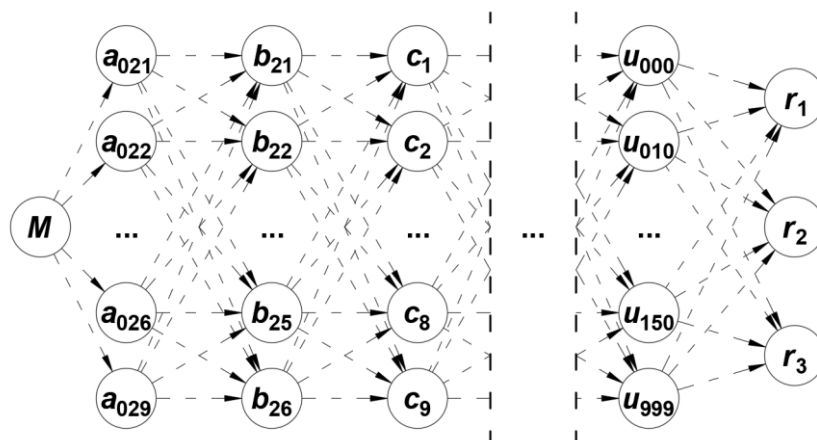 a021 b21 c1 u000
r1
a022 b22 c2 u010
M ... ... ... ... ... r2
a026 b25 c8 u150
r3
a029 b26 c9 u999